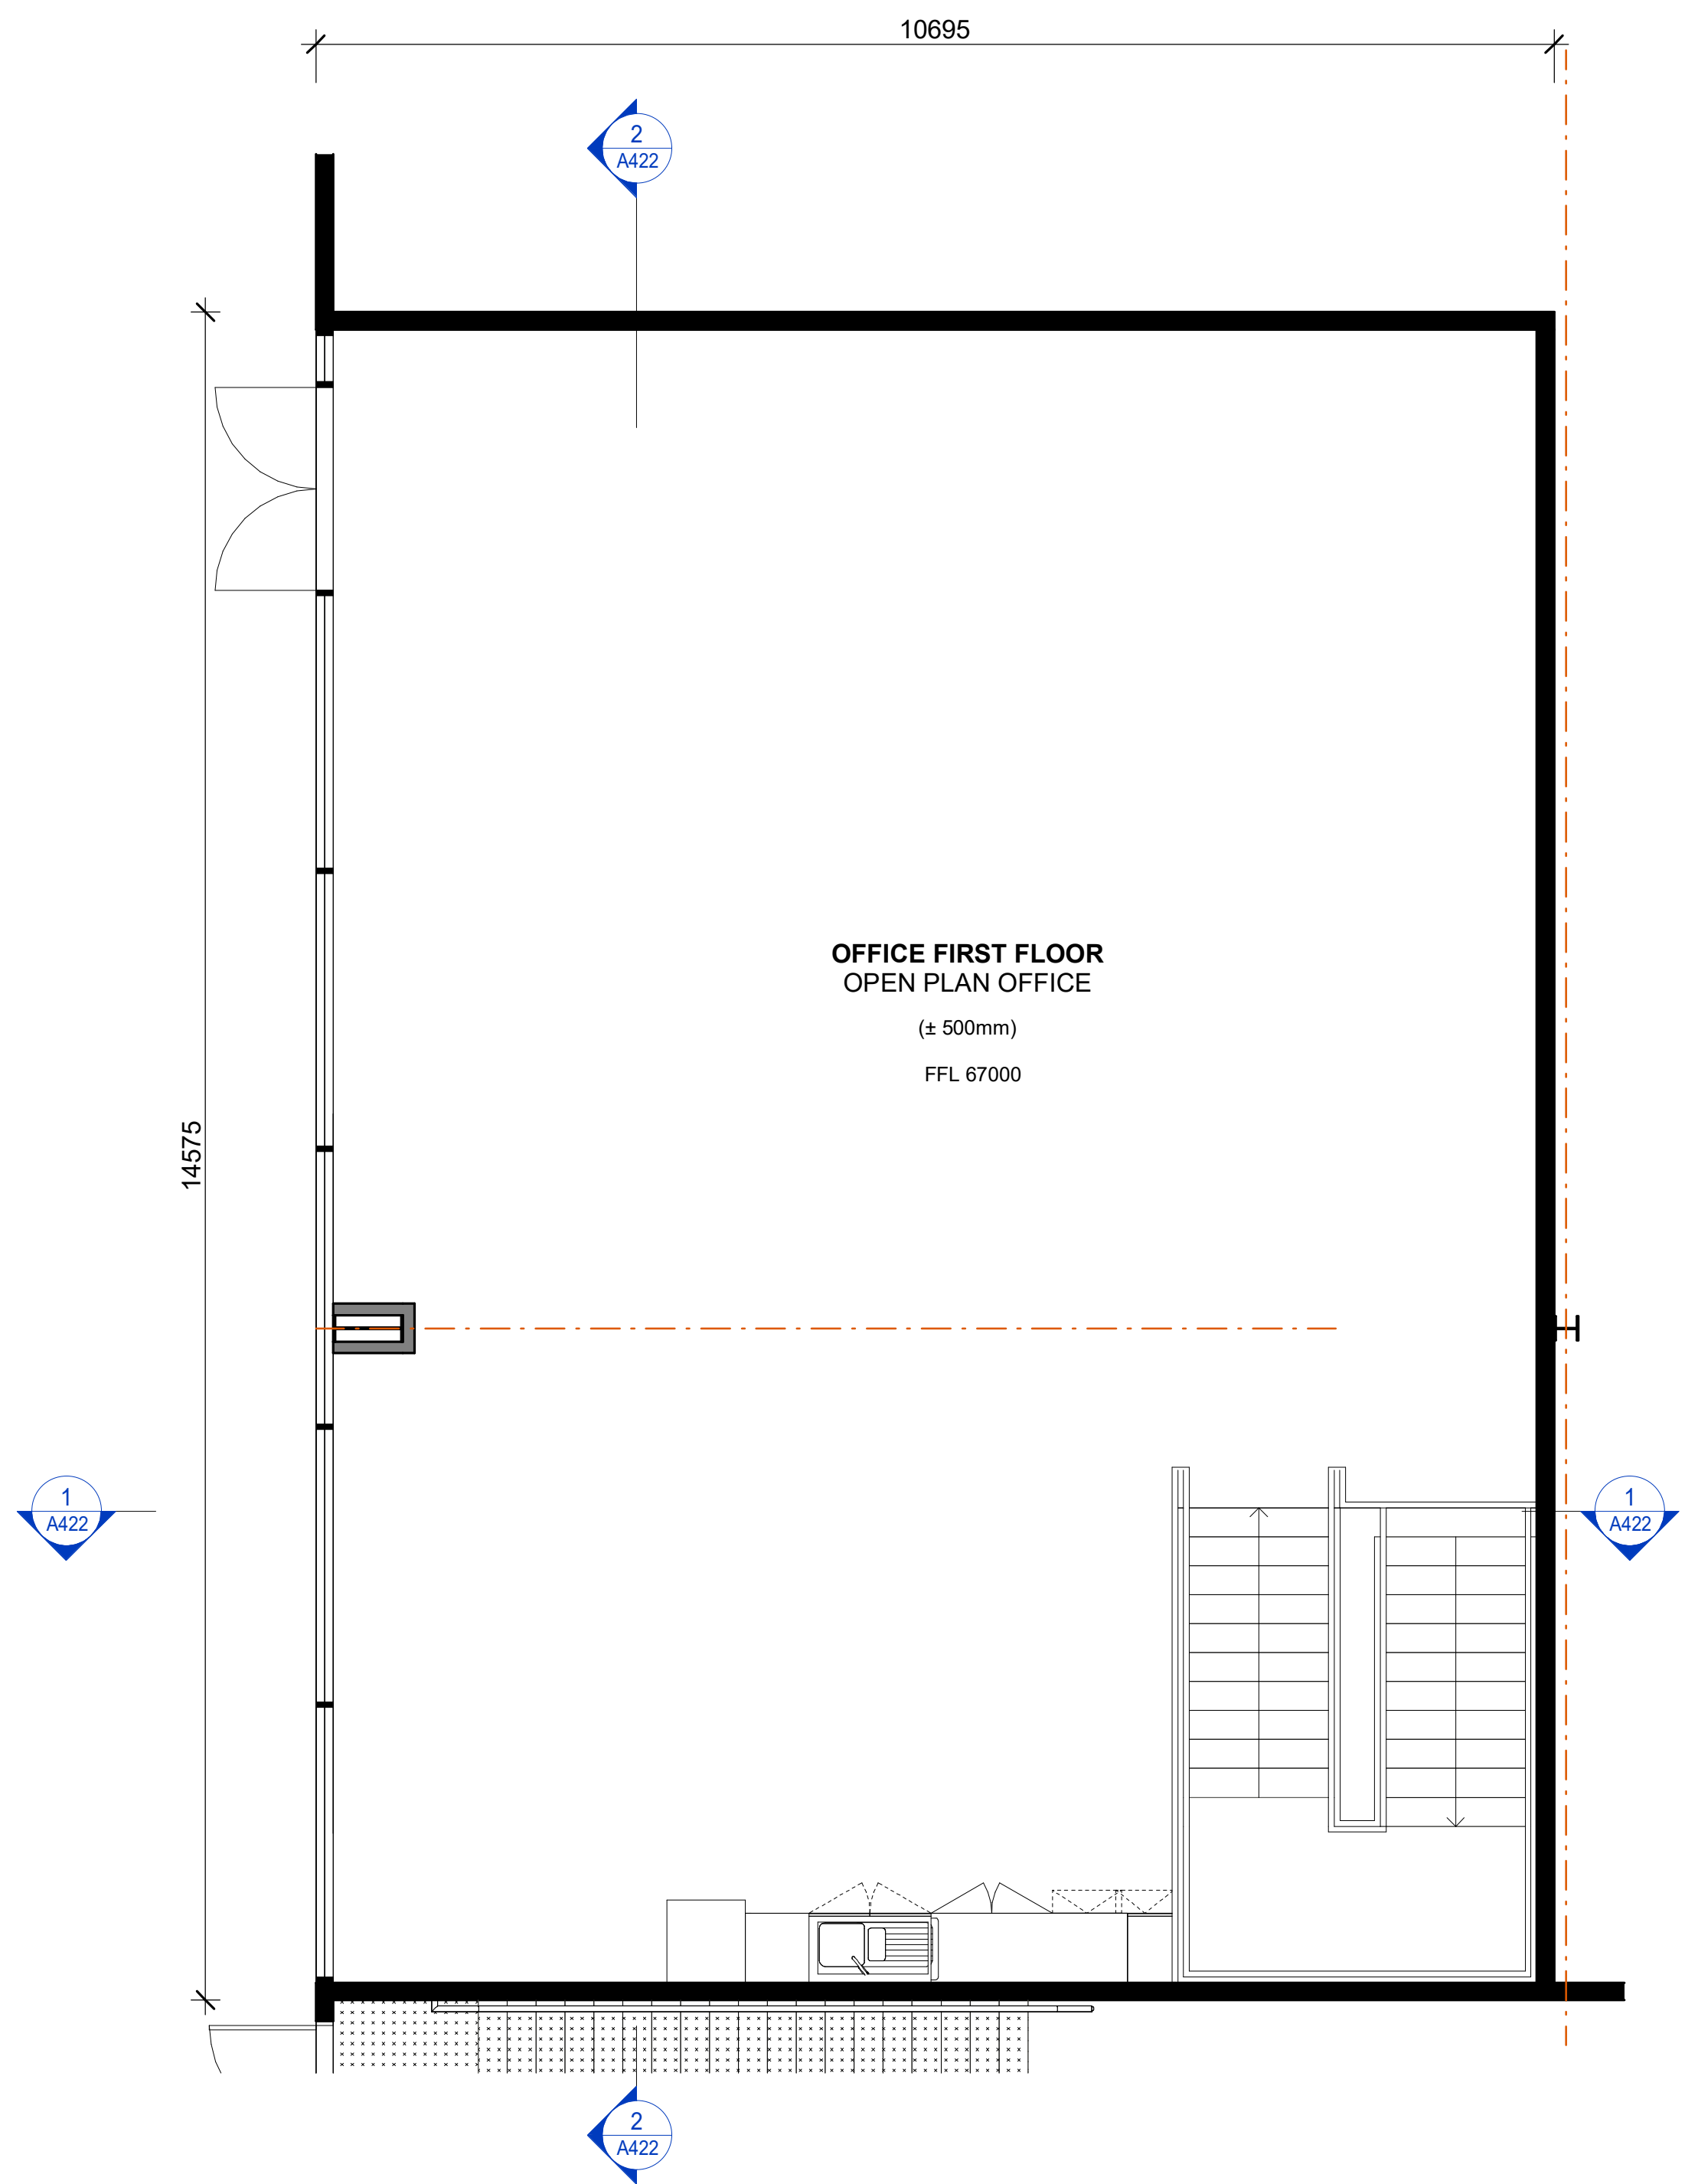 10695
2
A422
OFFICE FIRST FLOOR
OPEN PLAN OFFICE
(± 500mm)
FFL 67000
14575
1
A422
1
A422
2
A422